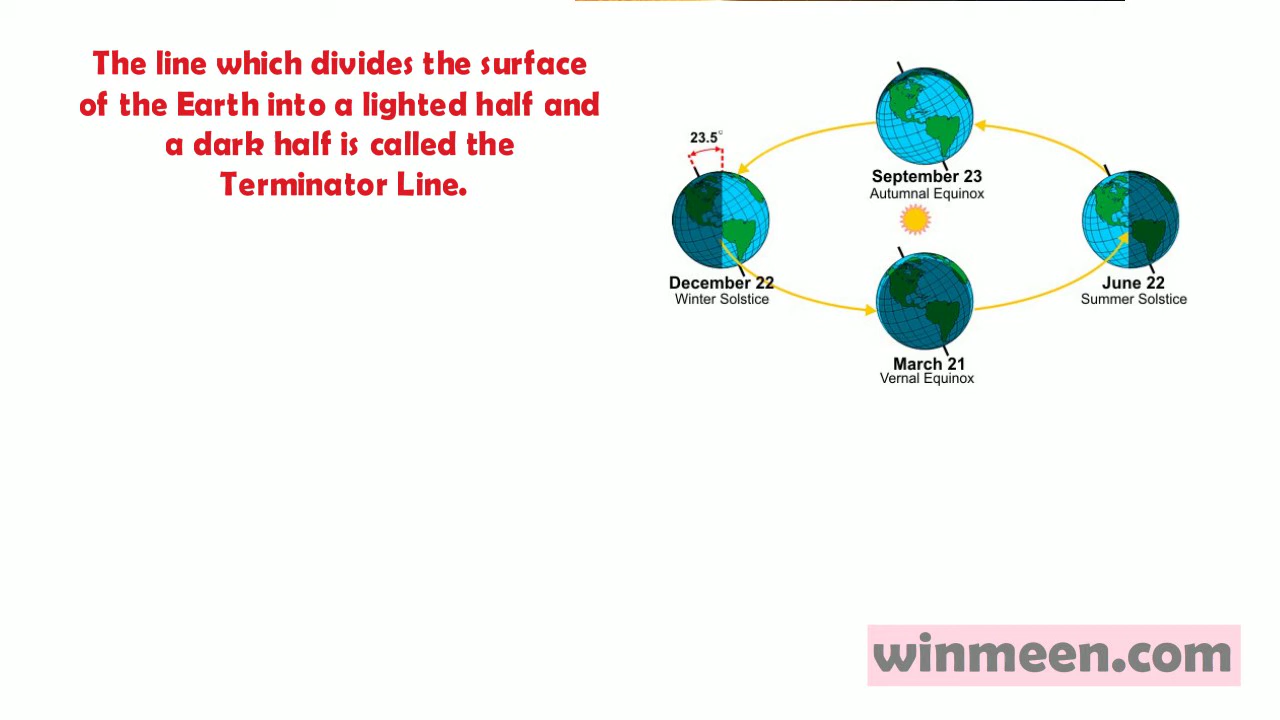 The line which divides the surface
of the Earth into a lighted half and
a dark half is called the
Terminator Line.
September 23
Autumnal Equinox
23.5°
December 22
Winter Solstice
June 22
Summer Solstice
March 21
Vernal Equinox
winmeen.com